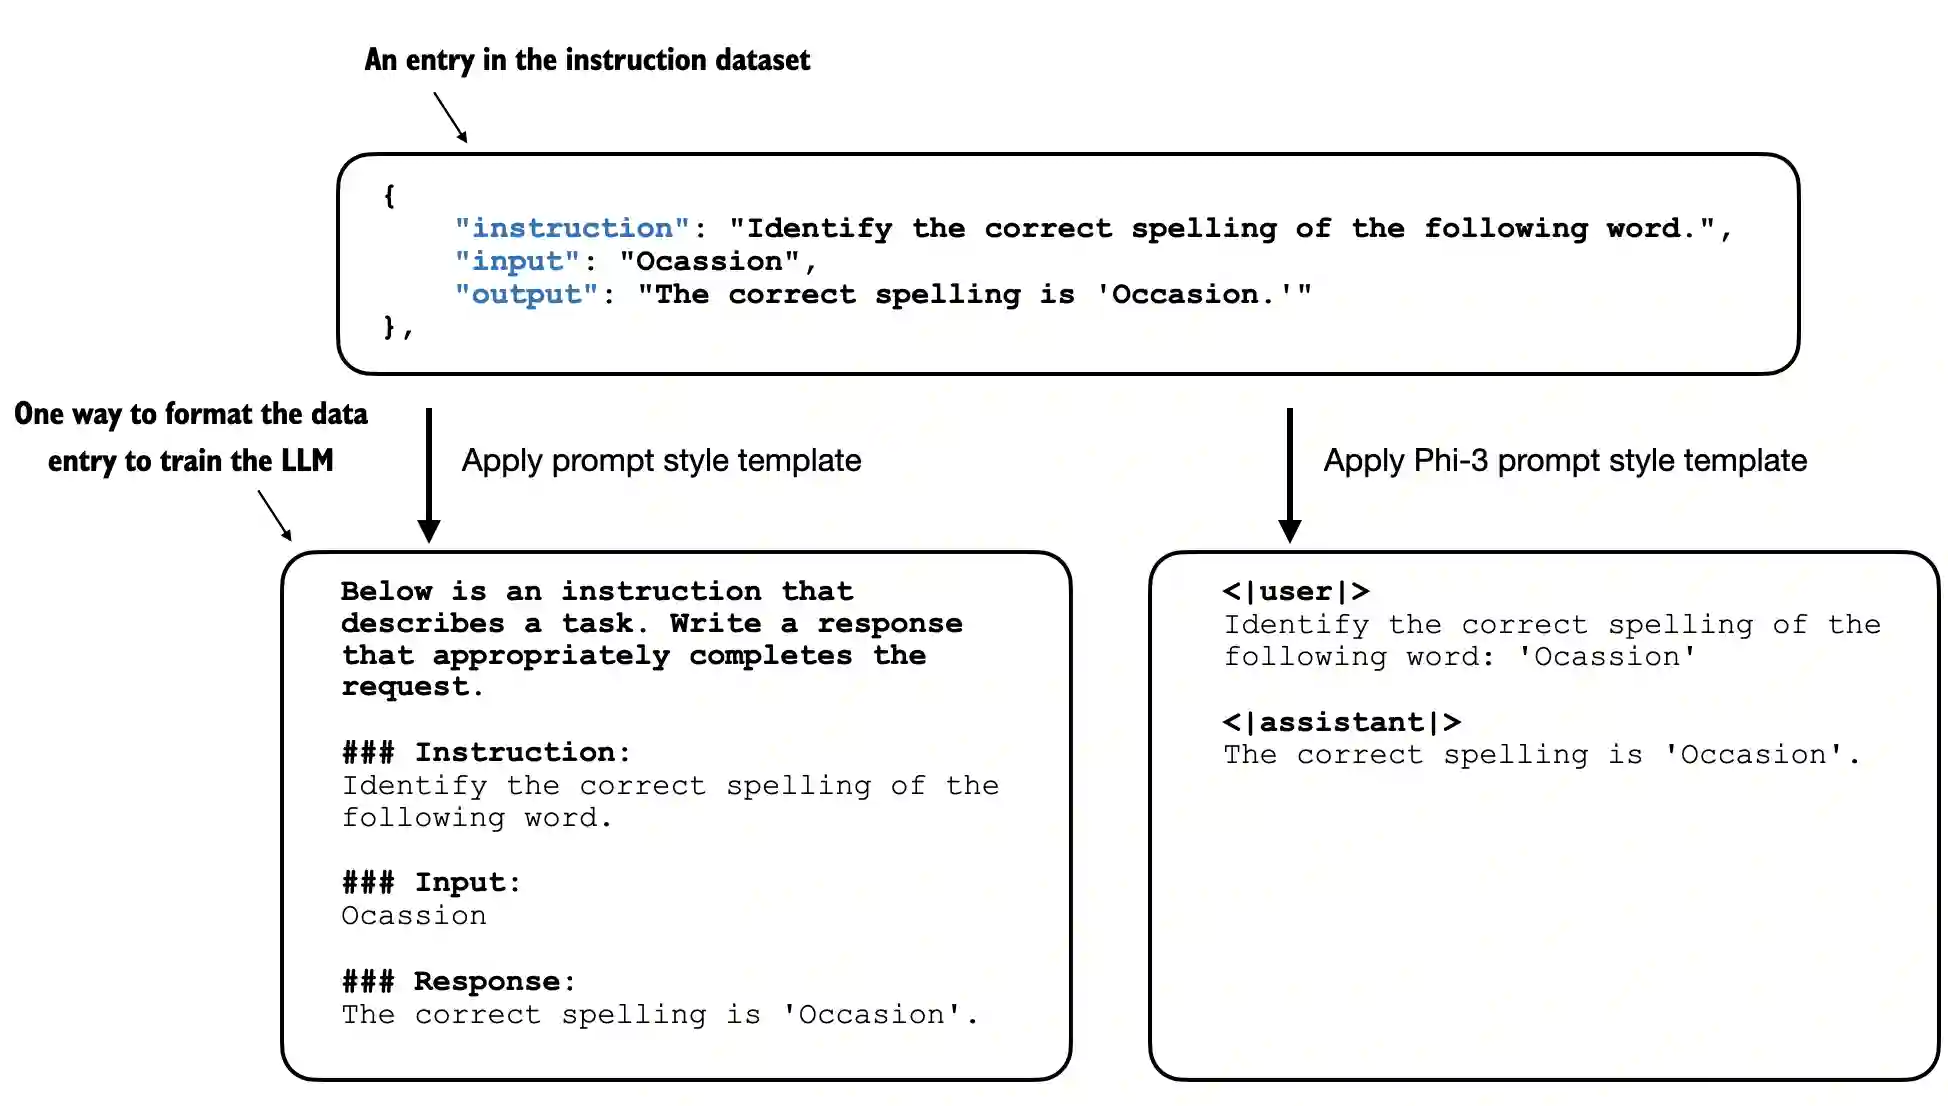 An entry in the instruction dataset
{
"instruction": "Identify the correct spelling of the following word.",
"input": "Ocassion",
"output": "The correct spelling is 'Occasion.'"
},
One way to format the data
entry to train the LLM
Apply prompt style template
Apply Phi-3 prompt style template
Below is an instruction that
describes a task. Write a response
that appropriately completes the
request.
### Instruction:
Identify the correct spelling of the
following word.
### Input:
Ocassion
### Response:
The correct spelling is 'Occasion'.
<|user|>
Identify the correct spelling of the
following word: 'Ocassion'
<|assistant|>
The correct spelling is 'Occasion'.